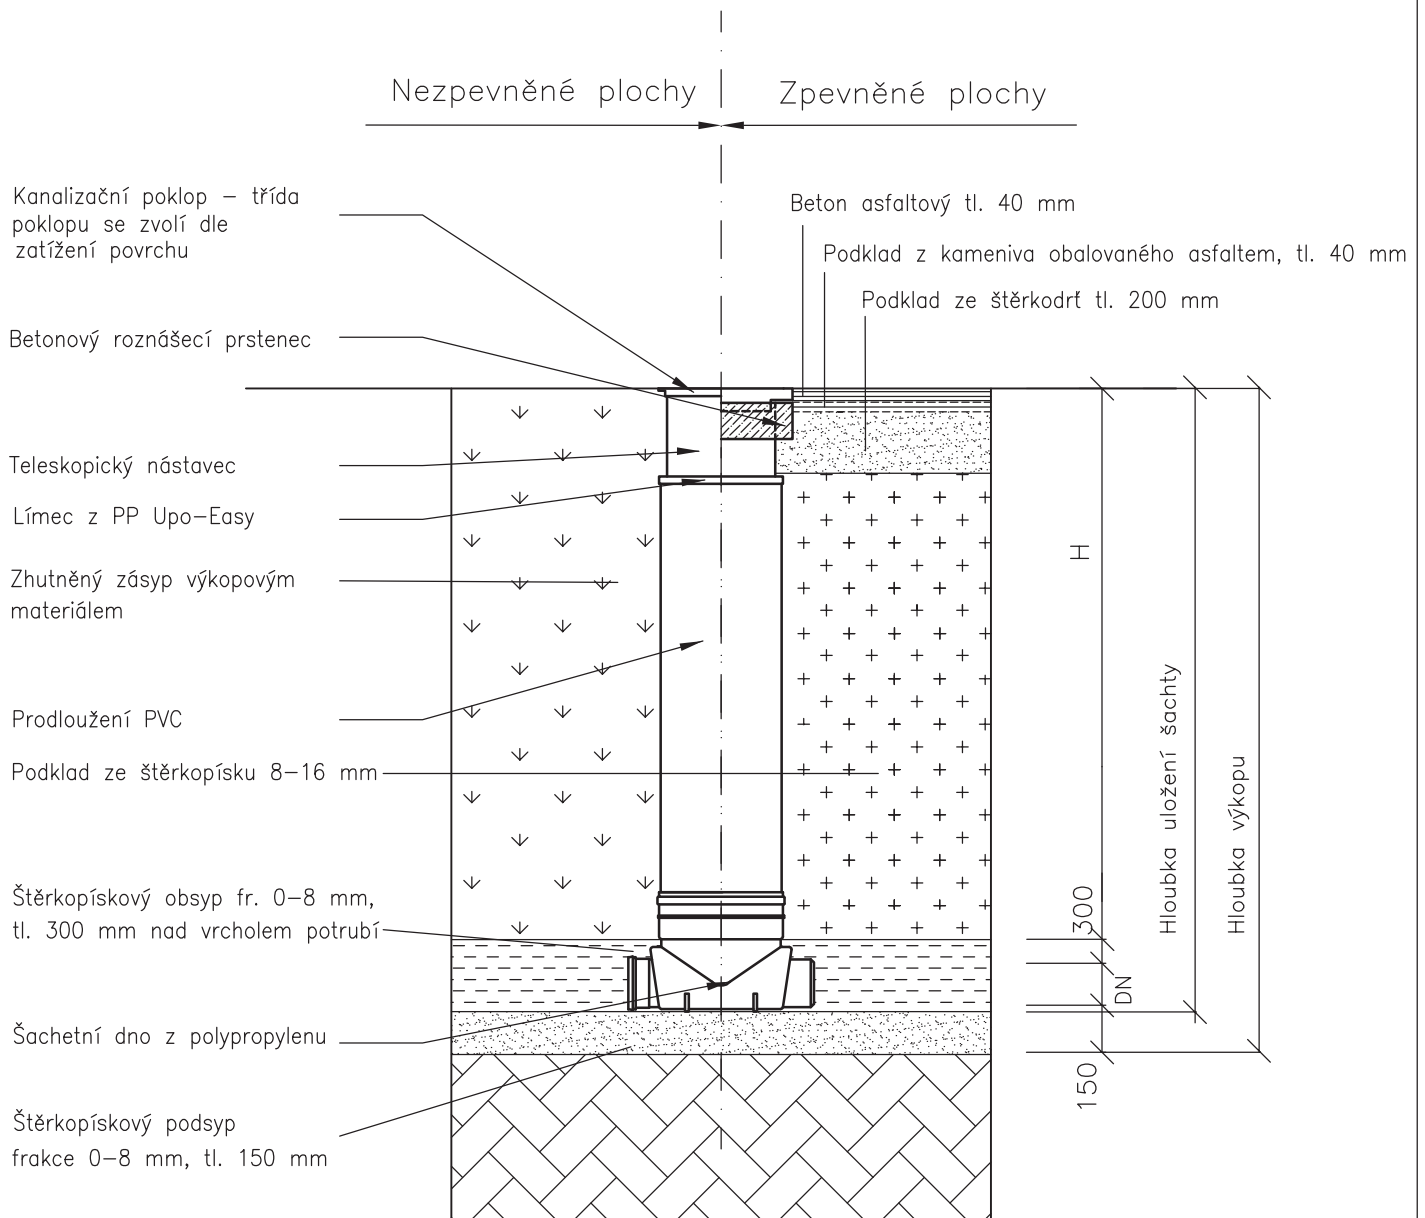 Nezpevněné plochy
Zpevněné plochy
Kanalizační poklop – třída
poklopu se zvolí dle
zatížení povrchu
Beton asfaltový tl. 40 mm
Podklad z kameniva obalovaného asfaltem, tl. 40 mm
Podklad ze štěrkodrť tl. 200 mm
Betonový roznášecí prstenec
Teleskopický nástavec
Límec z PP Upo–Easy
Zhutněný zásyp výkopovým
materiálem
Prodloužení PVC
Podklad ze štěrkopísku 8–16 mm
Štěrkopískový obsyp fr. 0–8 mm,
tl. 300 mm nad vrcholem potrubí
Šachetní dno z polypropylenu
Štěrkopískový podsyp
frakce 0–8 mm, tl. 150 mm
H
300
DN
150
Hloubka uložení šachty
Hloubka výkopu